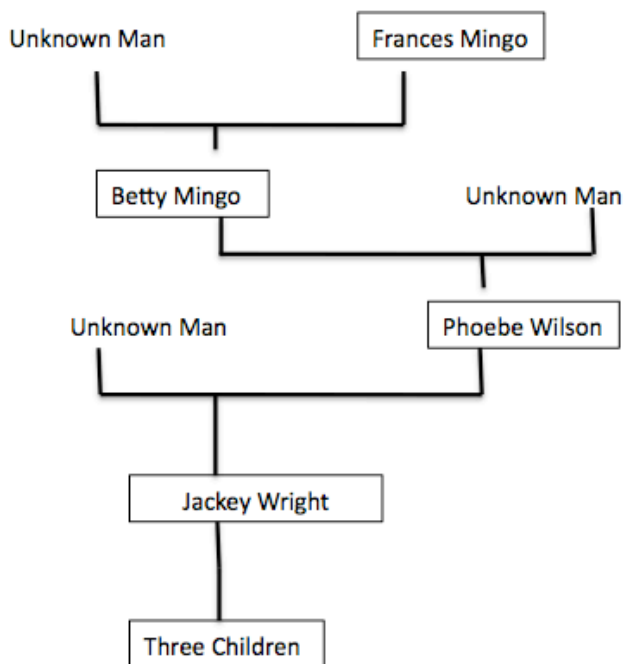 Unknown Man
Frances Mingo
Betty Mingo
Unknown Man
Unknown Man
Phoebe Wilson
Jackey Wright
Three Children